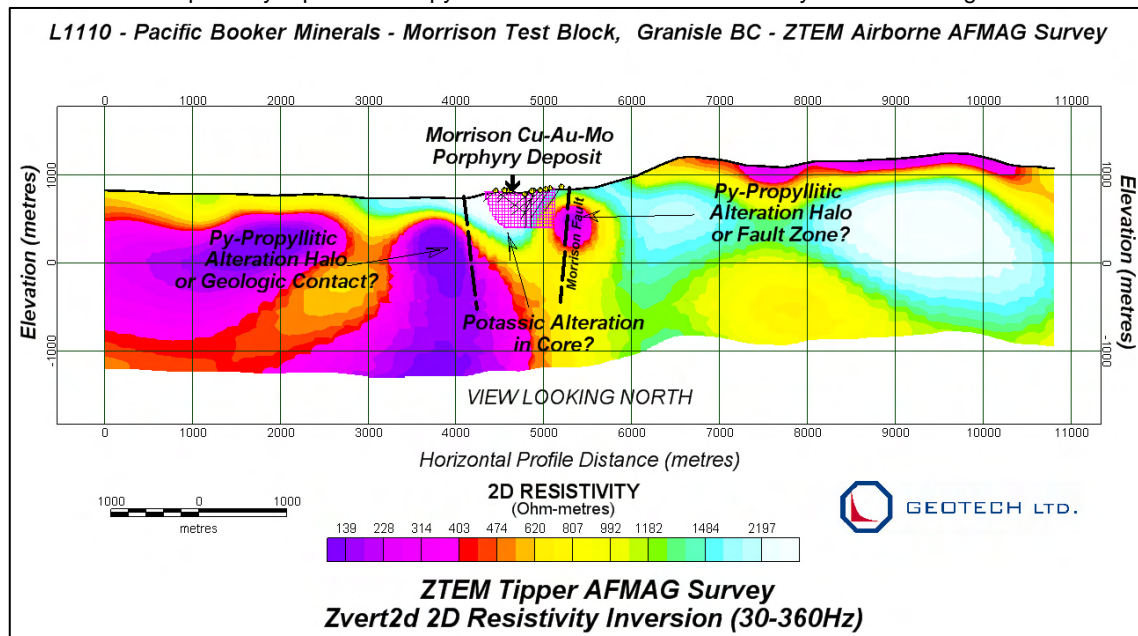 L1110 - Pacific Booker Minerals - Morrison Test Block, Granisle BC - ZTEM Airborne AFMAG Survey
0 1000 2000 3000 4000 5000 6000 7000 8000 9000 10000 11000
Morrison Cu-Au-Mo
Porphyry Deposit
Elevation (metres)
1000
0
-1000
Py-Propyllitic
Alteration Halo
or Geologic Contact?
Morrison Fault
Py-Propyllitic
Alteration Halo
or Fault Zone?
Potassic Alteration
in Core?
1000
0
-1000
Elevation (metres)
VIEW LOOKING NORTH
0 1000 2000 3000 4000 5000 6000 7000 8000 9000 10000 11000
Horizontal Profile Distance (metres)
1000 0 1000
metres
2D RESISTIVITY
(Ohm-metres)
139 228 314 403 474 620 807 992 1182 1484 2197
GEOTECH LTD.
ZTEM Tipper AFMAG Survey
Zvert2d 2D Resistivity Inversion (30-360Hz)